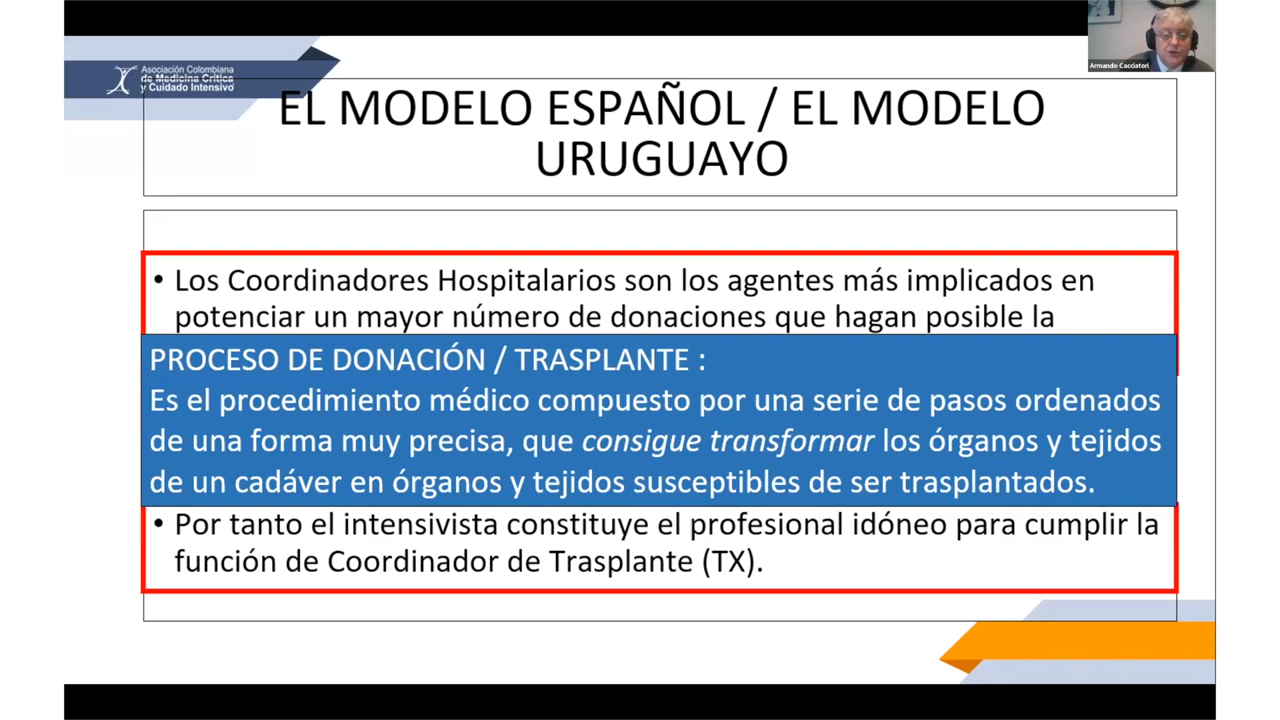 Asociación Colombiana
de Medicina Crítica
y Cuidado Intensivo
Armando Cacciatori
EL MODELO ESPAÑOL / EL MODELO
URUGUAYO
• Los Coordinadores Hospitalarios son los agentes más implicados en
potenciar un mayor número de donaciones que hagan posible la
PROCESO DE DONACIÓN / TRASPLANTE :
Es el procedimiento médico compuesto por una serie de pasos ordenados
de una forma muy precisa, que consigue transformar los órganos y tejidos
de un cadáver en órganos y tejidos susceptibles de ser trasplantados.
• Por tanto el intensivista constituye el profesional idóneo para cumplir la
función de Coordinador de Trasplante (TX).